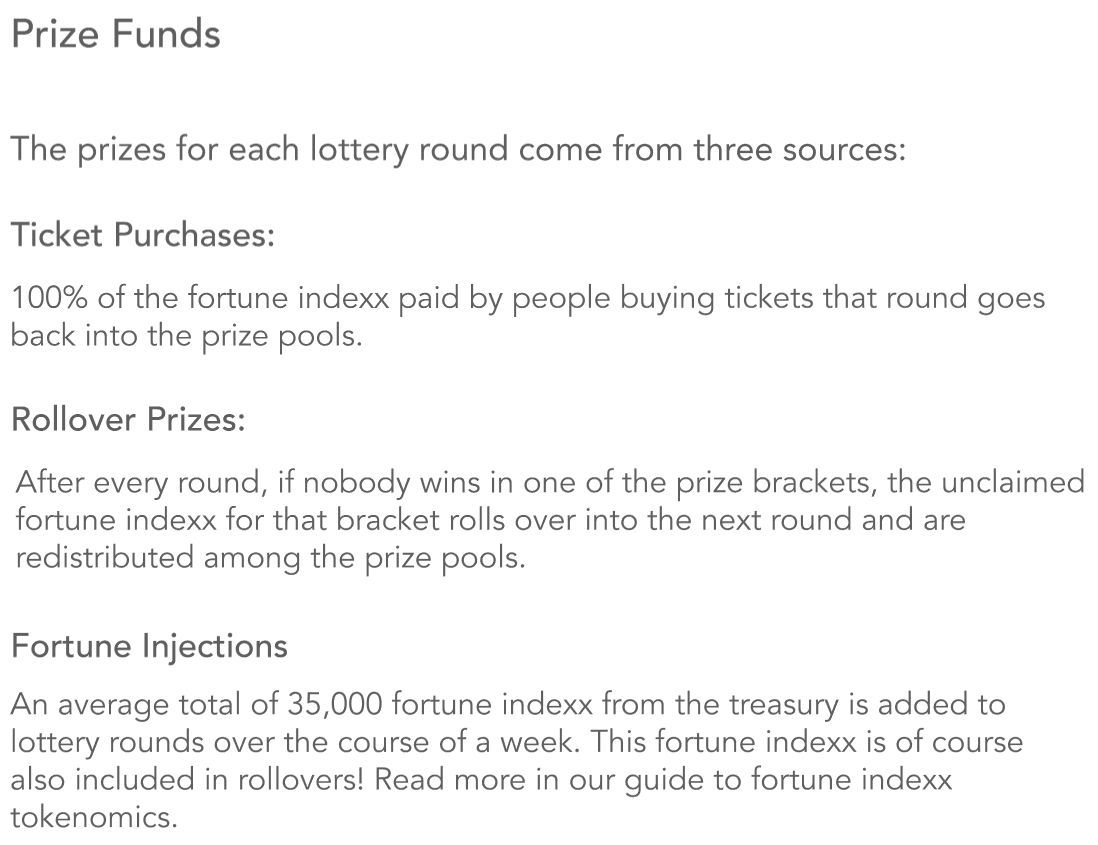 Prize Funds
The prizes for each lottery round come from three sources:
Ticket Purchases:
100% of the fortune indexx paid by people buying tickets that round goes
back into the prize pools.
Rollover Prizes:
After every round, if nobody wins in one of the prize brackets, the unclaimed
fortune indexx for that bracket rolls over into the next round and are
redistributed among the prize pools.
Fortune Injections
An average total of 35,000 fortune indexx from the treasury is added to
lottery rounds over the course of a week. This fortune indexx is of course
also included in rollovers! Read more in our guide to fortune indexx
tokenomics.